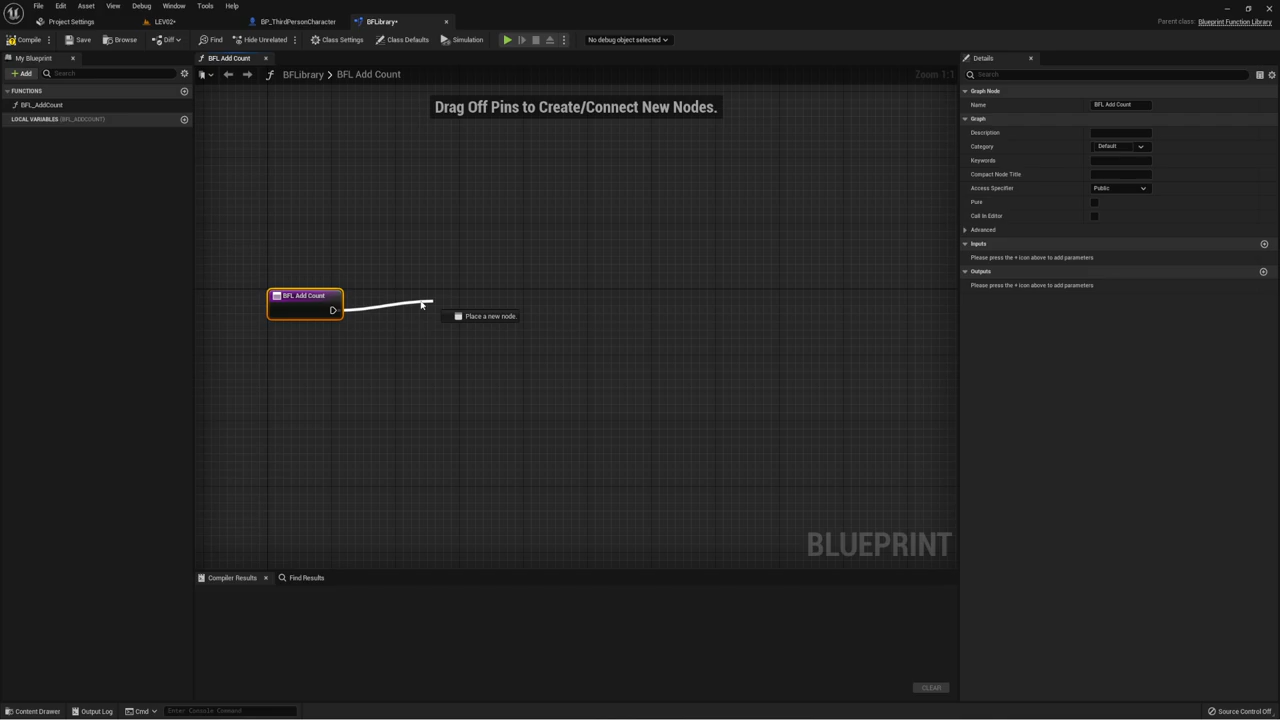 File Edit Asset View Debug Window Tools Help
Project Settings LEV02* BP_ThirdPersonCharacter BFLibrary*
Parent class: Blueprint Function Library
Compile Save Browse Diff Find Hide Unrelated Class Settings Class Defaults Simulation No debug object selected
My Blueprint BFL Add Count Details
Add Search BFLibrary BFL Add Count Zoom 1:1 Search
FUNCTIONS
BFL_AddCount
LOCAL VARIABLES (BFL_ADDCOUNT)
Drag Off Pins to Create/Connect New Nodes.
BFL Add Count
Place a new node.
BLUEPRINT
Graph Node
Name BFL Add Count
Graph
Description
Category Default
Keywords
Compact Node Title
Access Specifier Public
Pure
Call In Editor
Advanced
Inputs
Please press the + icon above to add parameters
Outputs
Please press the + icon above to add parameters
Compiler Results Find Results
CLEAR
Content Drawer Output Log Cmd Enter Console Command Source Control Off